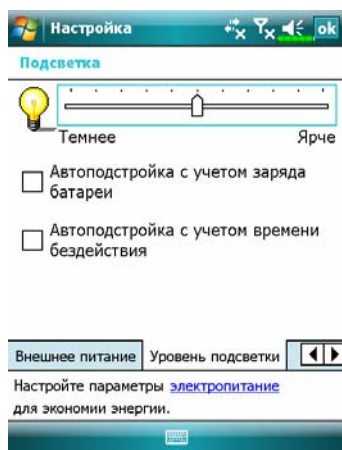 Настройка
ok
Подсветка
Темнее Ярче
Автоподстройка с учетом заряда
батареи
Автоподстройка с учетом времени
бездействия
Внешнее питание Уровень подсветки
Настройте параметры электропитание
для экономии энергии.